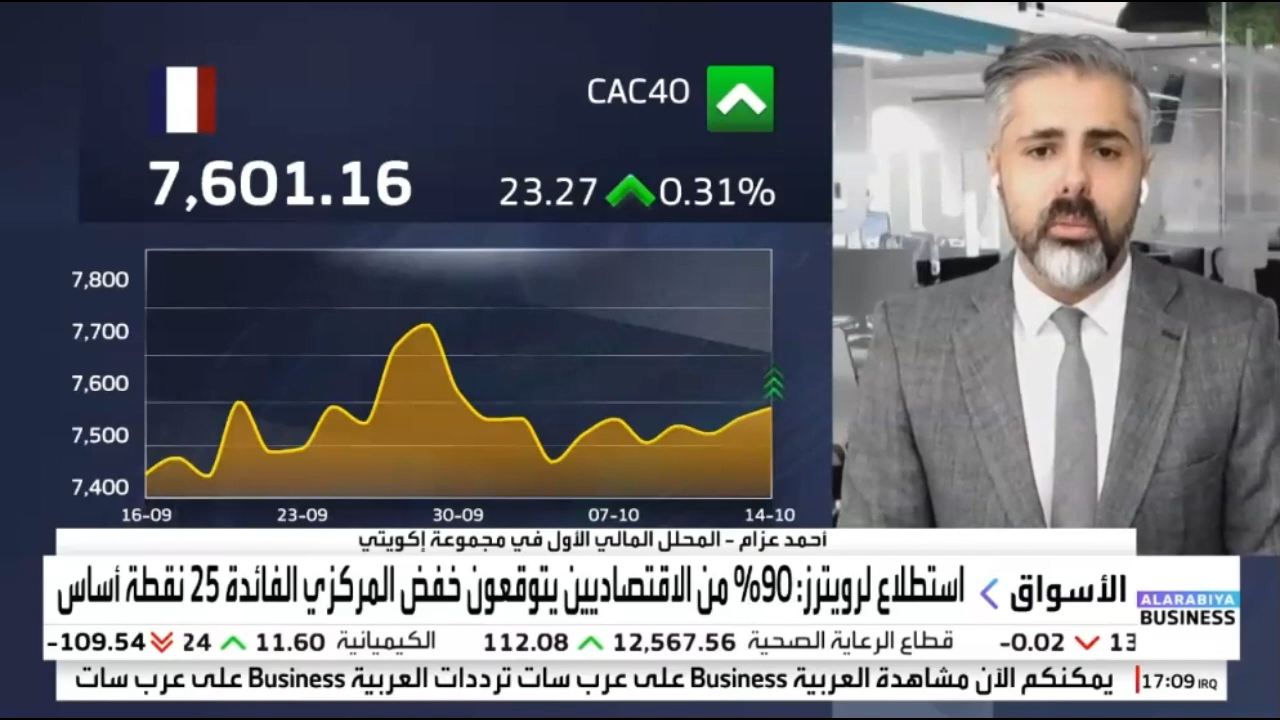 CAC40
7,601.16
23.27 0.31%
7,800
7,700
7,600
7,500
7,400
16-09 23-09 30-09 07-10 14-10
أحمد عزام - المحلل المالي الأول في مجموعة إكويتي
الأسواق
استطلاع لرويترز: 90% من الاقتصاديين يتوقعون خفض المركزي الفائدة 25 نقطة أساس
ALARABIYA
BUSINESS
13 -0.02 قطاع الرعاية الصحية 12,567.56 112.08 الكيميائية 11.60 24 -109.54
17:09 IRQ
يمكنكم الآن مشاهدة العربية Business على عرب سات ترددات العربية Business على عرب سات